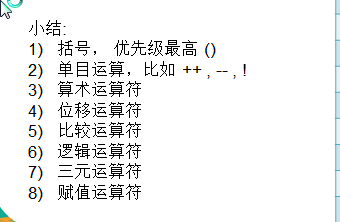 小结:
1) 括号， 优先级最高 ()
2) 单目运算，比如 ++ , -- , !
3) 算术运算符
4) 位移运算符
5) 比较运算符
6) 逻辑运算符
7) 三元运算符
8) 赋值运算符